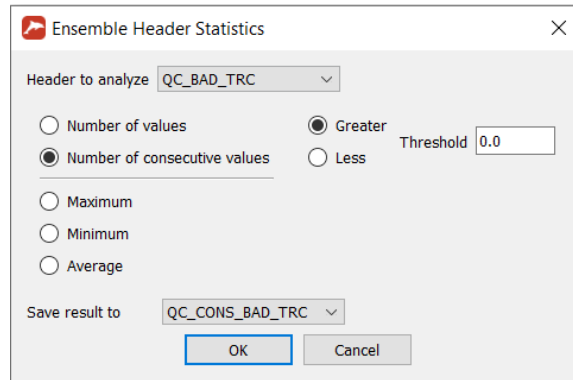 Ensemble Header Statistics
Header to analyze QC_BAD_TRC
Number of values Greater
Threshold 0.0
Number of consecutive values Less
Maximum
Minimum
Average
Save result to QC_CONS_BAD_TRC
OK Cancel